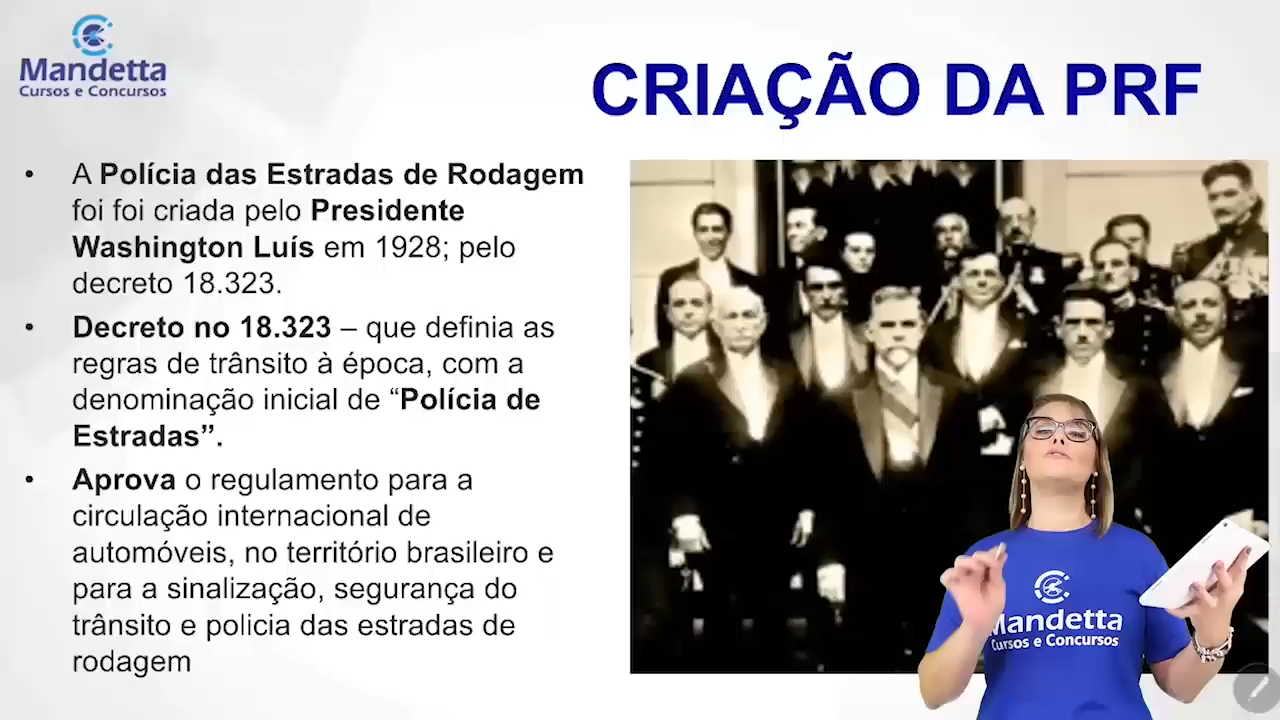 Mandetta
Cursos e Concursos
CRIAÇÃO DA PRF
• A Polícia das Estradas de Rodagem
foi foi criada pelo Presidente
Washington Luís em 1928; pelo
decreto 18.323.
• Decreto no 18.323 – que definia as
regras de trânsito à época, com a
denominação inicial de “Polícia de
Estradas”.
• Aprova o regulamento para a
circulação internacional de
automóveis, no território brasileiro e
para a sinalização, segurança do
trânsito e policia das estradas de
rodagem
Mandetta
Cursos e Concursos